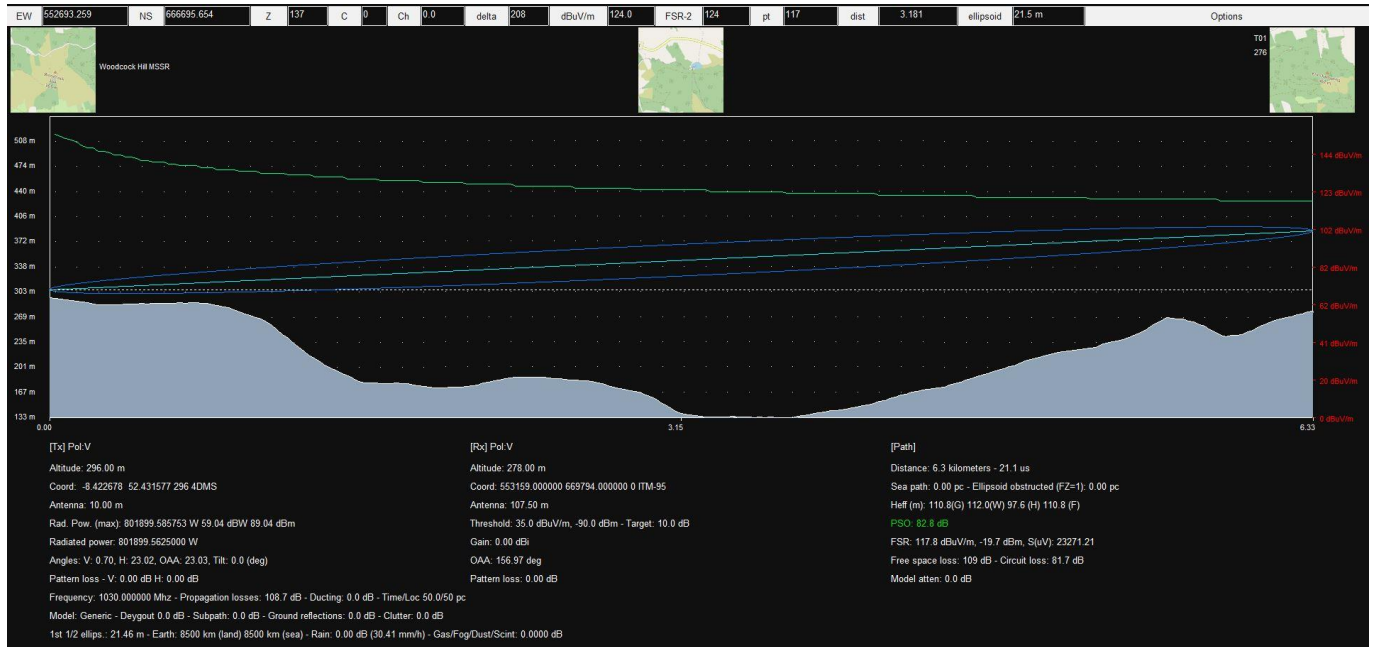 EW 552693.259 NS 666695.654 Z 137 C 0 Ch 0.0 delta 208 dBuV/m 124.0 FSR-2 124 pt 117 dist 3.181 ellipsoid 21.5 m Options
Woodcock Hill MSSR
T01
276
508 m
474 m
440 m
406 m
372 m
338 m
303 m
269 m
235 m
201 m
167 m
133 m
144 dBuV/m
123 dBuV/m
102 dBuV/m
82 dBuV/m
62 dBuV/m
41 dBuV/m
20 dBuV/m
0 dBuV/m
0.00 3.15 6.33
[Tx] Pol:V
Altitude: 296.00 m
Coord: -8.422678 52.431577 296 4DMS
Antenna: 10.00 m
Rad. Pow. (max): 801899.585753 W 59.04 dBW 89.04 dBm
Radiated power: 801899.5625000 W
Angles: V: 0.70, H: 23.02, OAA: 23.03, Tilt: 0.0 (deg)
Pattern loss - V: 0.00 dB H: 0.00 dB
Frequency: 1030.000000 Mhz - Propagation losses: 108.7 dB - Ducting: 0.0 dB - Time/Loc 50.0/50 pc
Model: Generic - Deygout 0.0 dB - Subpath: 0.0 dB - Ground reflections: 0.0 dB - Clutter: 0.0 dB
1st 1/2 ellips.: 21.46 m - Earth: 8500 km (land) 8500 km (sea) - Rain: 0.00 dB (30.41 mm/h) - Gas/Fog/Dust/Scint: 0.0000 dB
[Rx] Pol:V
Altitude: 278.00 m
Coord: 553159.000000 669794.000000 0 ITM-95
Antenna: 107.50 m
Threshold: 35.0 dBuV/m, -90.0 dBm - Target: 10.0 dB
Gain: 0.00 dBi
OAA: 156.97 deg
Pattern loss: 0.00 dB
[Path]
Distance: 6.3 kilometers - 21.1 us
Sea path: 0.00 pc - Ellipsoid obstructed (FZ=1): 0.00 pc
Heff (m): 110.8(G) 112.0(W) 97.6 (H) 110.8 (F)
PSO: 82.8 dB
FSR: 117.8 dBuV/m, -19.7 dBm, S(uV): 23271.21
Free space loss: 109 dB - Circuit loss: 81.7 dB
Model atten: 0.0 dB